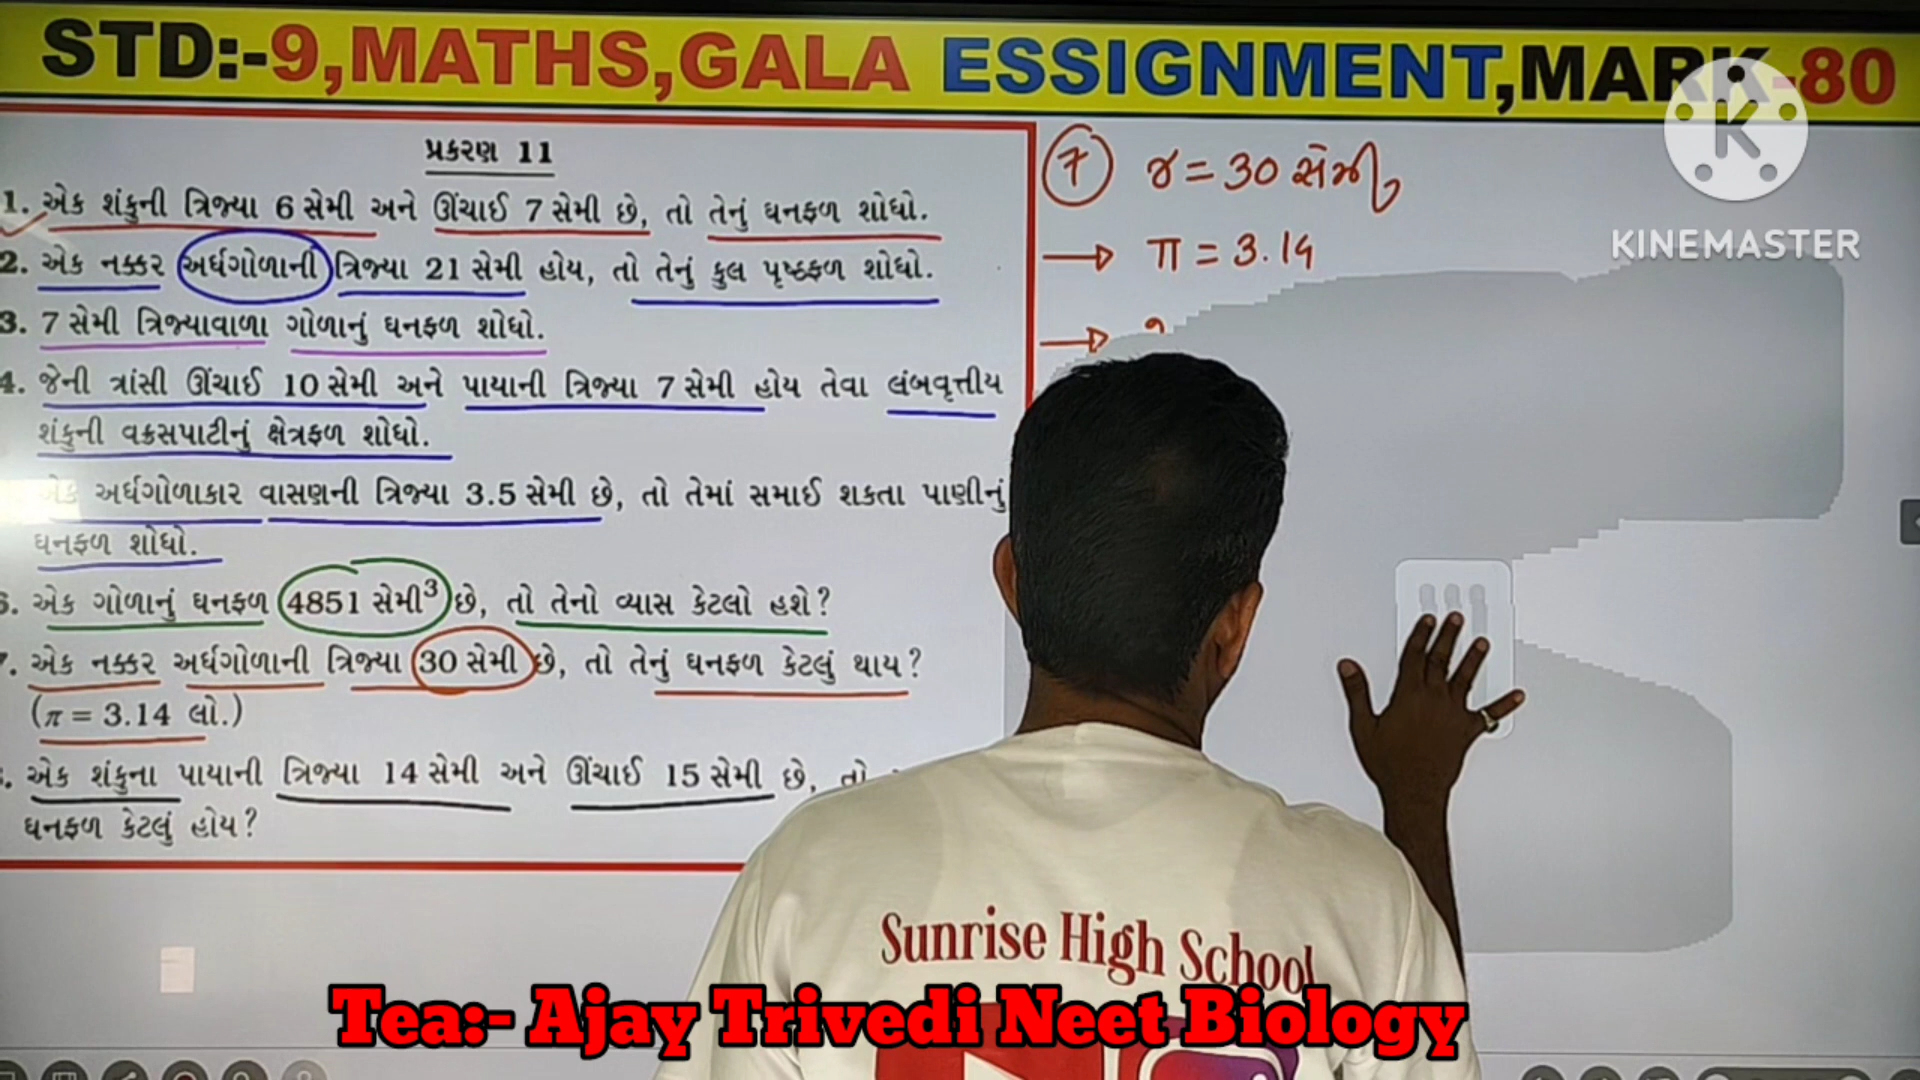 STD:-9,MATHS,GALA ESSIGNMENT,MARK-80
KINEMASTER
પ્રકરણ 11
1. એક શંકુની ત્રિજ્યા 6 સેમી અને ઊંચાઈ 7 સેમી છે, તો તેનું ઘનફળ શોધો.
2. એક નક્કર અર્ધગોળાની ત્રિજ્યા 21 સેમી હોય, તો તેનું કુલ પૃષ્ઠફળ શોધો.
3. 7 સેમી ત્રિજ્યાવાળા ગોળાનું ઘનફળ શોધો.
4. જેની ત્રાંસી ઊંચાઈ 10 સેમી અને પાયાની ત્રિજ્યા 7 સેમી હોય તેવા લંબવૃત્તીય
શંકુની વક્રસપાટીનું ક્ષેત્રફળ શોધો.
એક અર્ધગોળાકાર વાસણની ત્રિજ્યા 3.5 સેમી છે, તો તેમાં સમાઈ શકતા પાણીનું
ઘનફળ શોધો.
6. એક ગોળાનું ઘનફળ 4851 સેમી³ છે, તો તેનો વ્યાસ કેટલો હશે?
7. એક નક્કર અર્ધગોળાની ત્રિજ્યા 30 સેમી છે, તો તેનું ઘનફળ કેટલું થાય?
(π = 3.14 લો.)
એક શંકુના પાયાની ત્રિજ્યા 14 સેમી અને ઊંચાઈ 15 સેમી છે, તો
ઘનફળ કેટલું હોય?
7 r = 30 સેમી
→ π = 3.14
Sunrise High School
Tea:- Ajay Trivedi Neet Biology